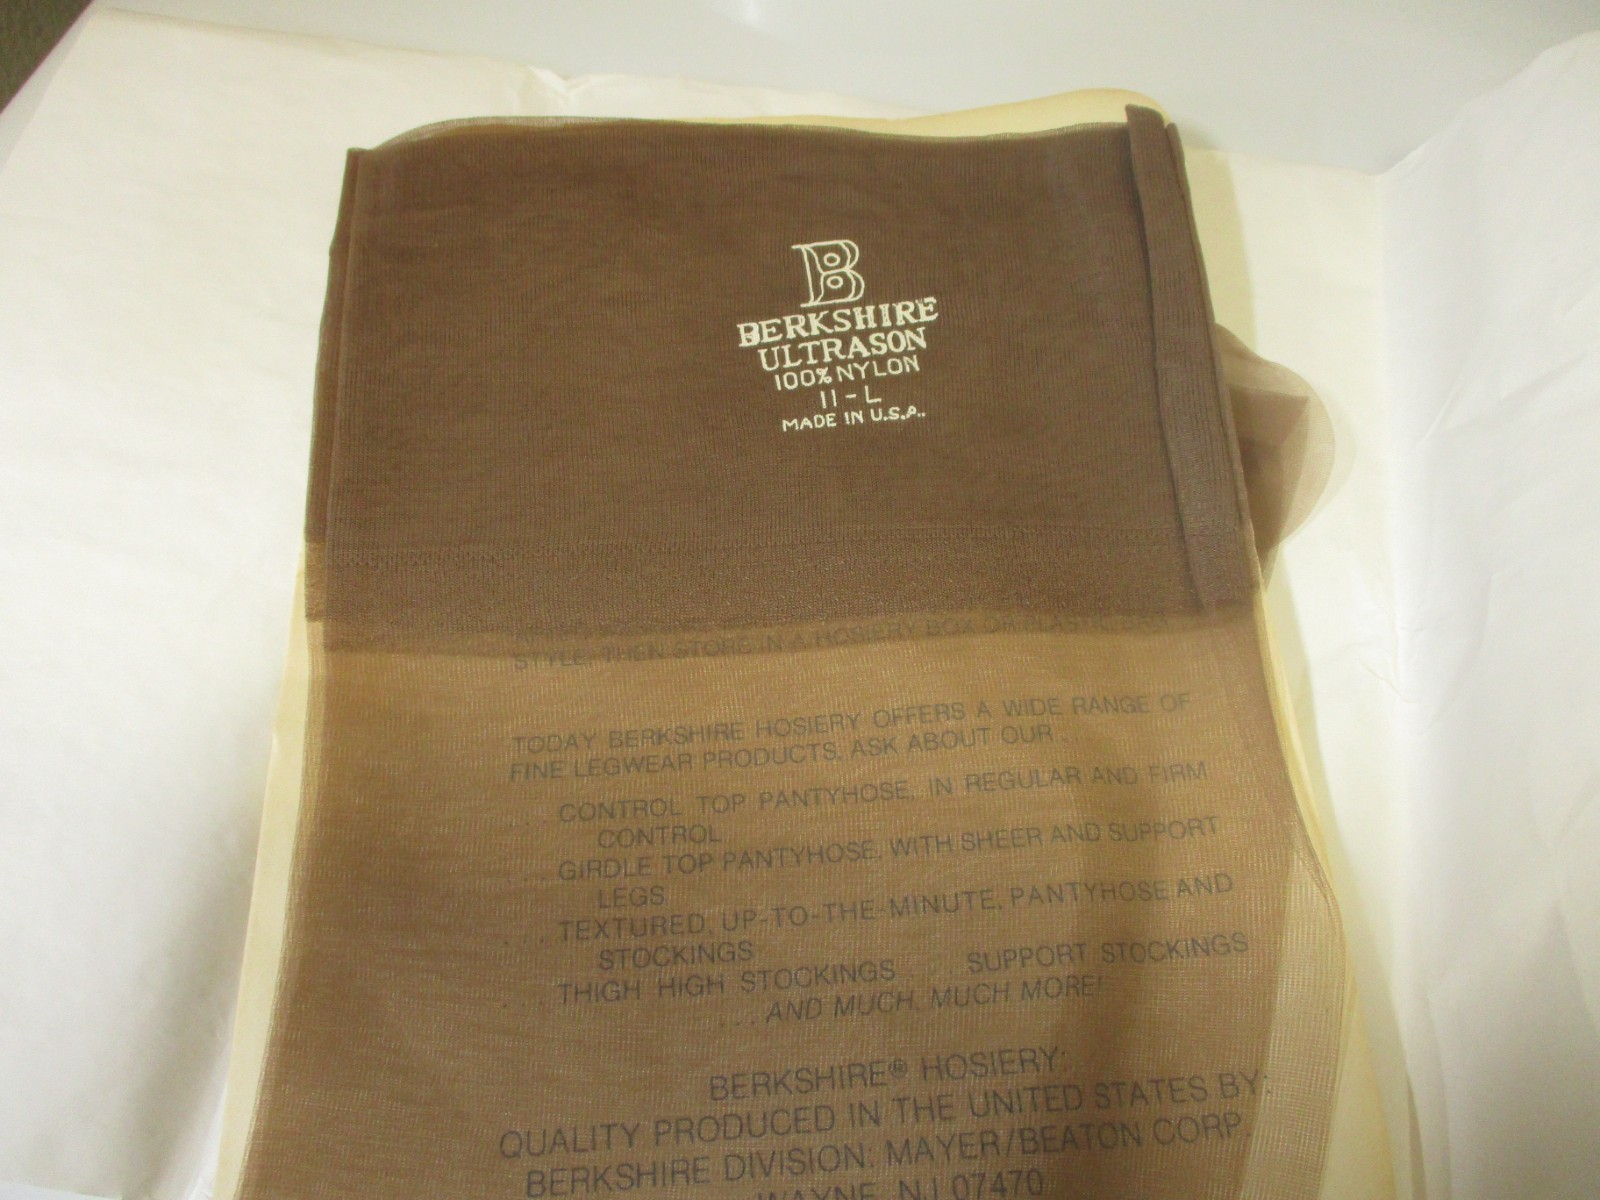 B
BERKSHIRE
ULTRASON
100% NYLON
11-L
MADE IN U.S.A.
STYLE, THEN STORE IN A HOSIERY BOX OR PLASTIC BAG
TODAY BERKSHIRE HOSIERY OFFERS A WIDE RANGE OF
FINE LEGWEAR PRODUCTS, ASK ABOUT OUR . .
. . . CONTROL TOP PANTYHOSE, IN REGULAR AND FIRM
CONTROL
. . . GIRDLE TOP PANTYHOSE, WITH SHEER AND SUPPORT
LEGS
. . . TEXTURED, UP-TO-THE-MINUTE, PANTYHOSE AND
STOCKINGS
. . . THIGH HIGH STOCKINGS . . . SUPPORT STOCKINGS
. . . AND MUCH, MUCH MORE!
BERKSHIRE® HOSIERY:
QUALITY PRODUCED IN THE UNITED STATES BY:
BERKSHIRE DIVISION: MAYER/BEATON CORP.
WAYNE, NJ 07470